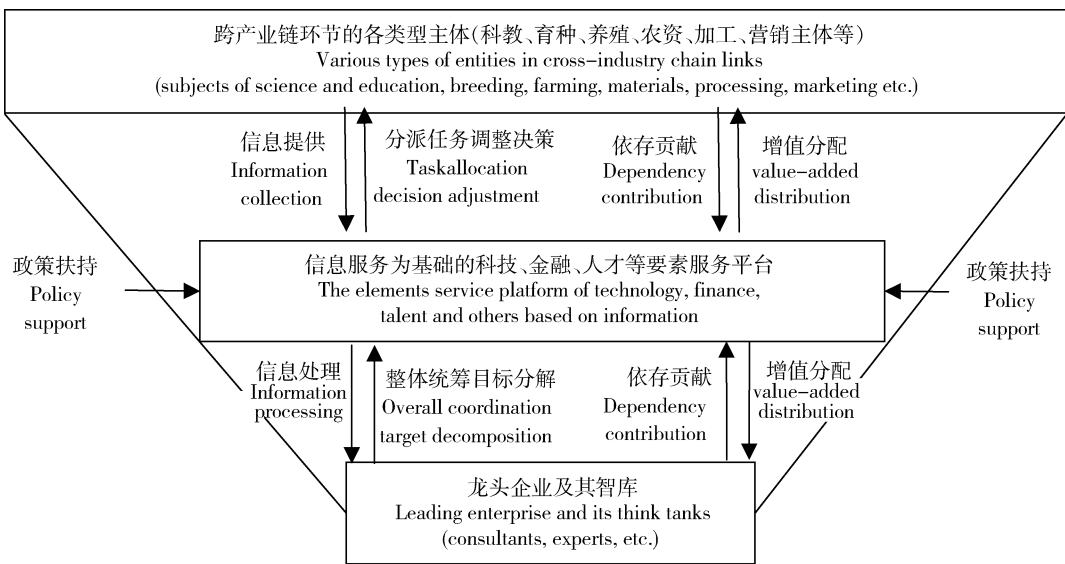 跨产业链环节的各类型主体(科教、育种、养殖、农资、加工、营销主体等)
Various types of entities in cross-industry chain links
(subjects of science and education, breeding, farming, materials, processing, marketing etc.)
信息提供
Information
collection
分派任务调整决策
Taskallocation
decision adjustment
依存贡献
Dependency
contribution
增值分配
value-added
distribution
政策扶持
Policy
support
信息服务为基础的科技、金融、人才等要素服务平台
The elements service platform of technology, finance,
talent and others based on information
政策扶持
Policy
support
信息处理
Information
processing
整体统筹目标分解
Overall coordination
target decomposition
依存贡献
Dependency
contribution
增值分配
value-added
distribution
龙头企业及其智库
Leading enterprise and its think tanks
(consultants, experts, etc.)